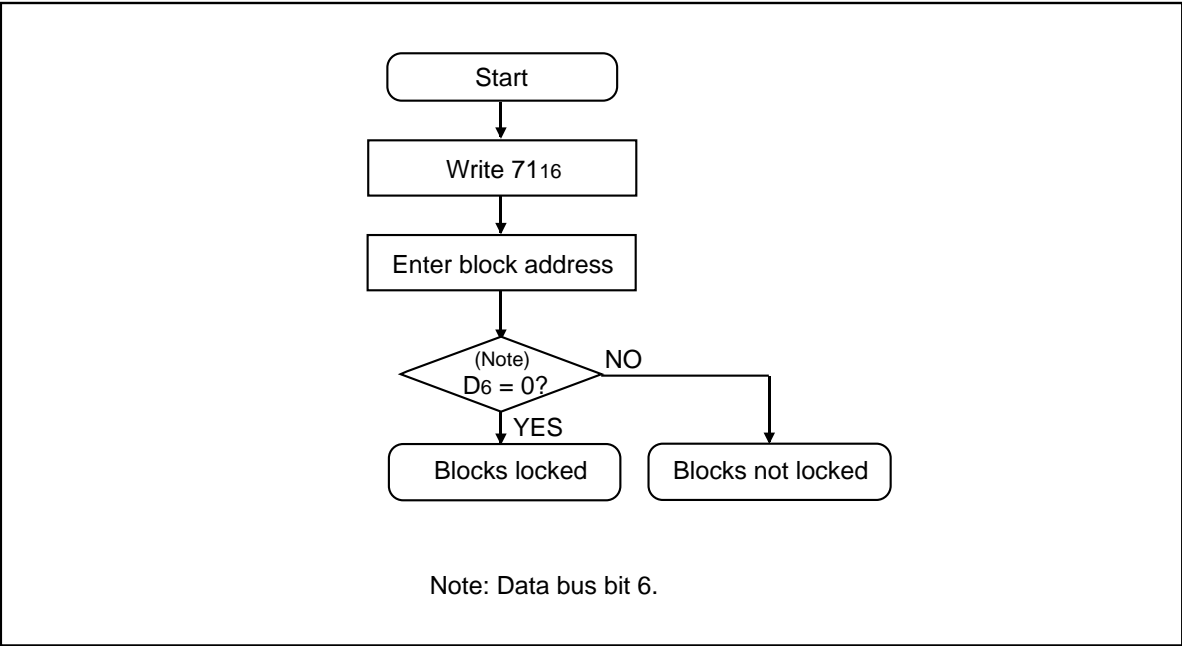 Start
Write 7116
Enter block address
(Note)
D6 = 0?
NO
YES
Blocks locked
Blocks not locked
Note: Data bus bit 6.